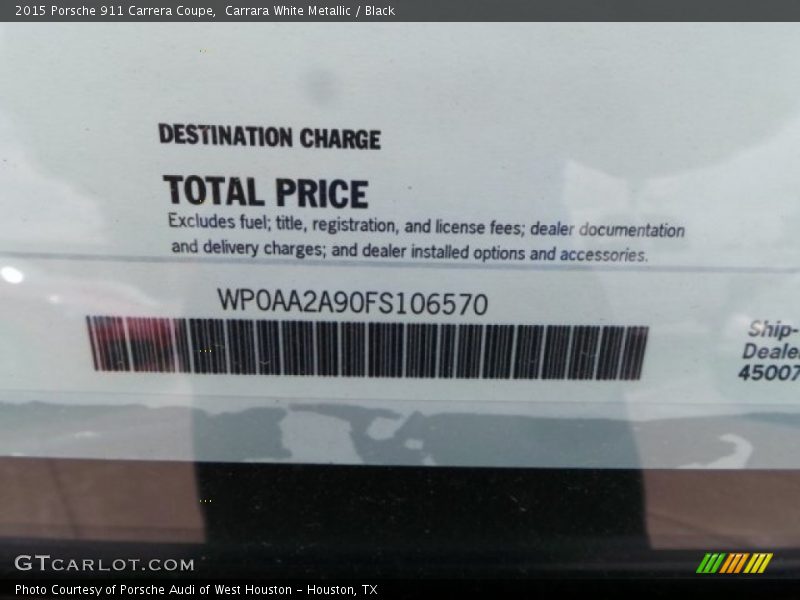 2015 Porsche 911 Carrera Coupe,  Carrara White Metallic / Black
DESTINATION CHARGE
TOTAL PRICE
Excludes fuel; title, registration, and license fees; dealer documentation
and delivery charges; and dealer installed options and accessories.
WP0AA2A90FS106570
Ship-
Dealer
45007
GTCARLOT.COM
Photo Courtesy of Porsche Audi of West Houston - Houston, TX